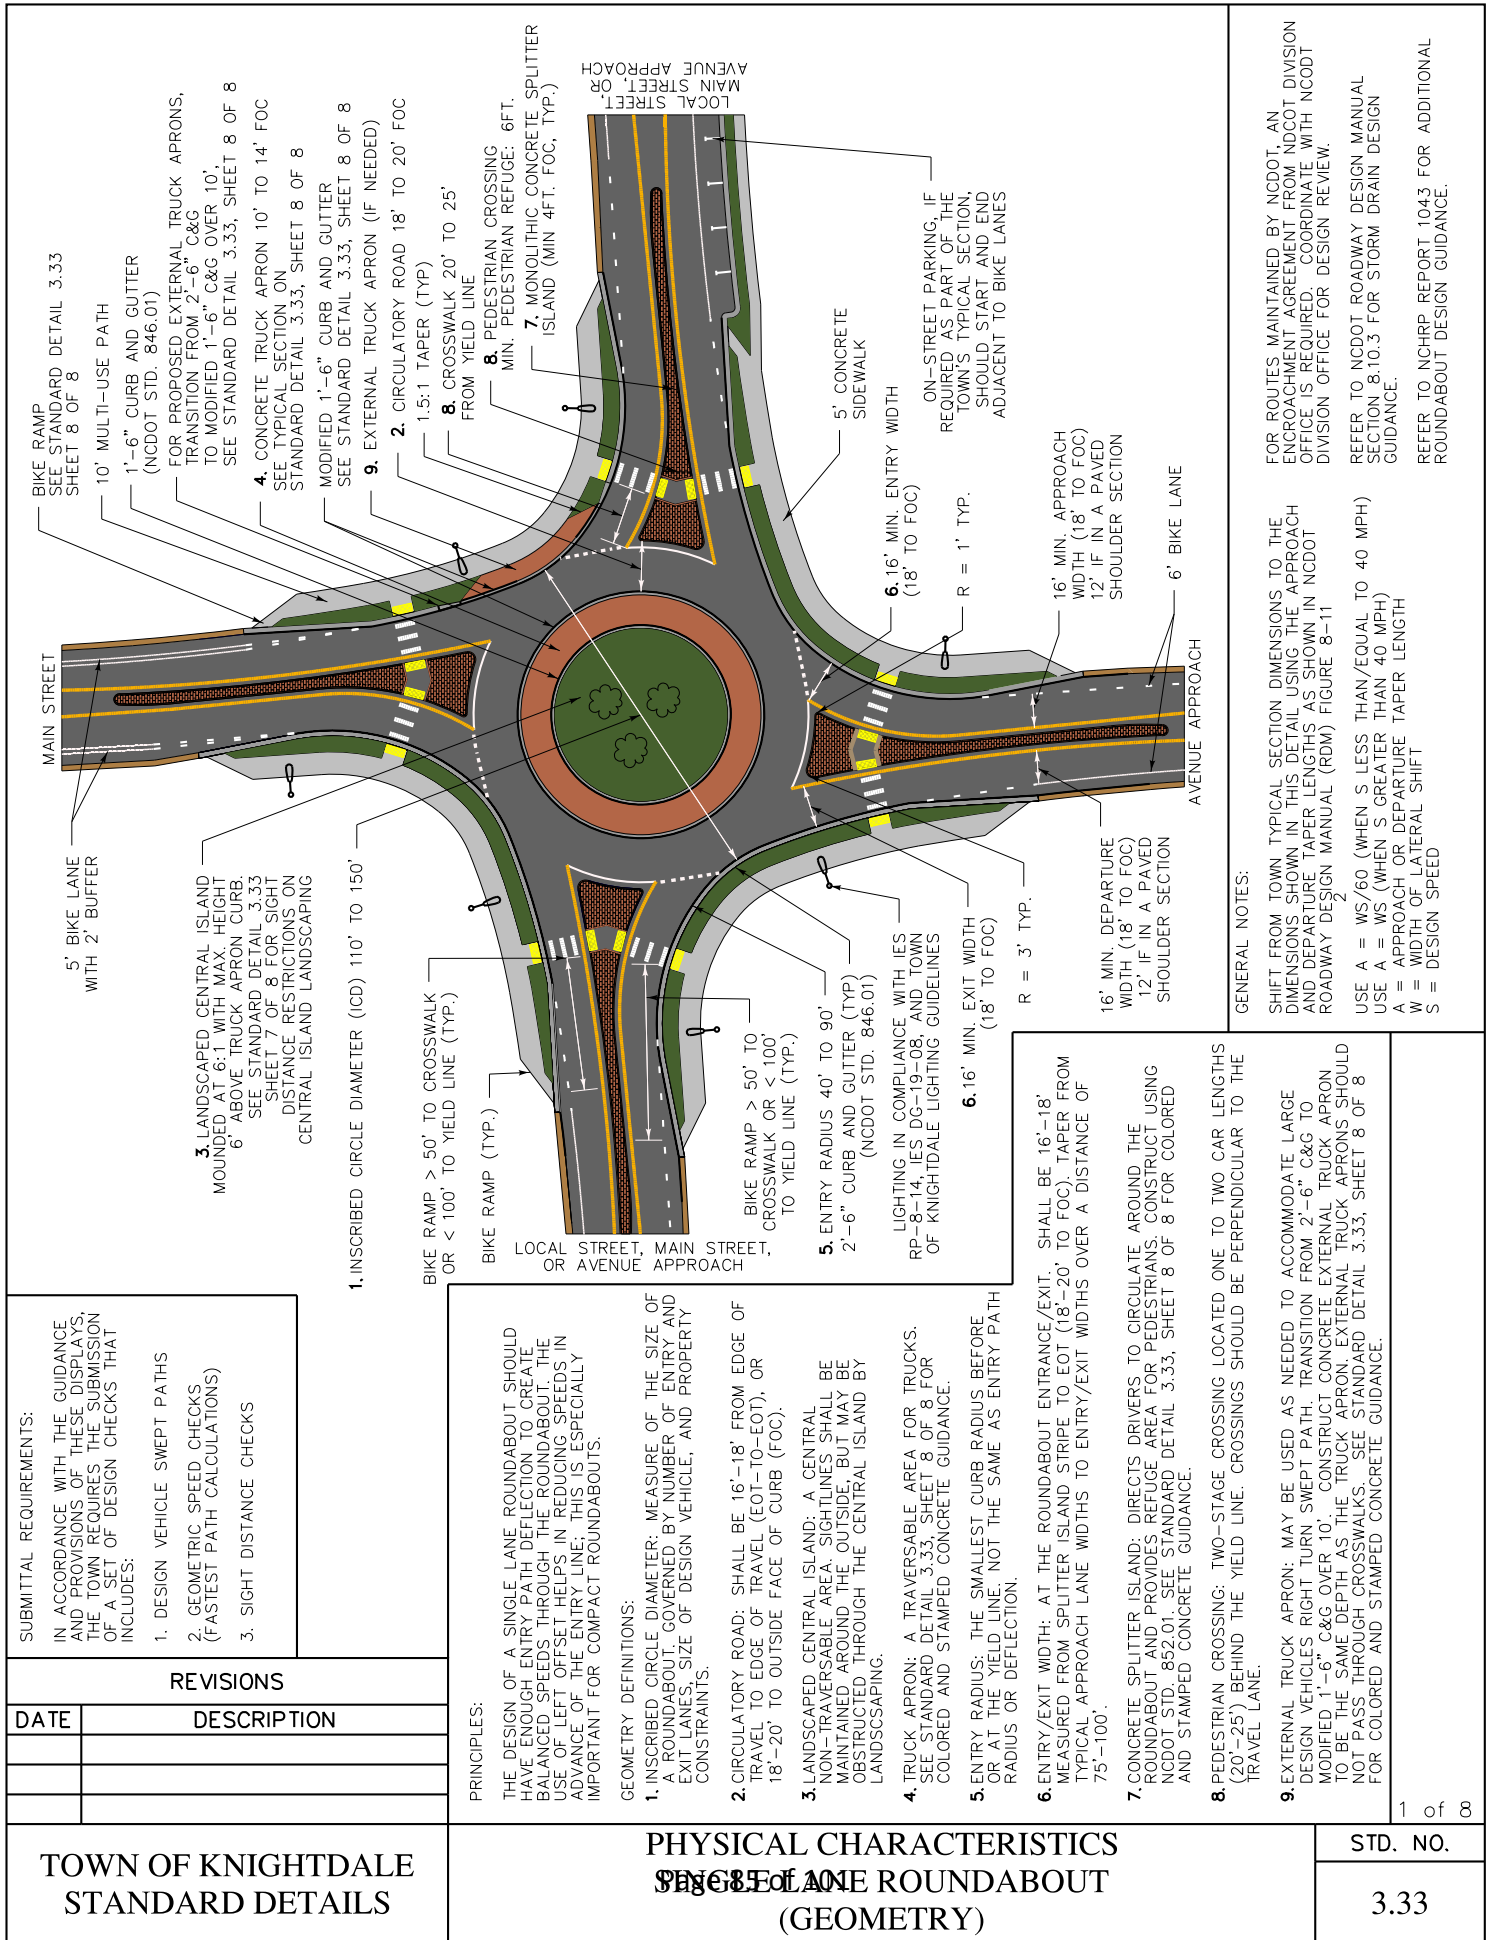 SUBMITTAL REQUIREMENTS:
IN ACCORDANCE WITH THE GUIDANCE
AND PROVISIONS OF THESE DISPLAYS,
THE TOWN REQUIRES THE SUBMISSION
OF A SET OF DESIGN CHECKS THAT
INCLUDES:
1. DESIGN VEHICLE SWEPT PATHS
2. GEOMETRIC SPEED CHECKS
(FASTEST PATH CALCULATIONS)
3. SIGHT DISTANCE CHECKS
5' BIKE LANE
WITH 2' BUFFER
MAIN STREET
BIKE RAMP
SEE STANDARD DETAIL 3.33
SHEET 8 OF 8
10' MULTI-USE PATH
1'-6" CURB AND GUTTER
(NCDOT STD. 846.01)
FOR PROPOSED EXTERNAL TRUCK APRONS,
TRANSITION FROM 2'-6" C&G
TO MODIFIED 1'-6" C&G OVER 10',
SEE STANDARD DETAIL 3.33, SHEET 8 OF 8
4. CONCRETE TRUCK APRON 10' TO 14' FOC
SEE TYPICAL SECTION ON
STANDARD DETAIL 3.33, SHEET 8 OF 8
MODIFIED 1'-6" CURB AND GUTTER
SEE STANDARD DETAIL 3.33, SHEET 8 OF 8
9. EXTERNAL TRUCK APRON (IF NEEDED)
2. CIRCULATORY ROAD 18' TO 20' FOC
1.5:1 TAPER (TYP)
8. CROSSWALK 20' TO 25'
FROM YIELD LINE
8. PEDESTRIAN CROSSING
MIN. PEDESTRIAN REFUGE: 6FT.
7. MONOLITHIC CONCRETE SPLITTER
ISLAND (MIN 4FT. FOC, TYP.)
LOCAL STREET,
MAIN STREET, OR
AVENUE APPROACH
3. LANDSCAPED CENTRAL ISLAND
MOUNDED AT 6:1 WITH MAX. HEIGHT
6' ABOVE TRUCK APRON CURB.
SEE STANDARD DETAIL 3.33
SHEET 7 OF 8 FOR SIGHT
DISTANCE RESTRICTIONS ON
CENTRAL ISLAND LANDSCAPING
1. INSCRIBED CIRCLE DIAMETER (ICD) 110' TO 150'
BIKE RAMP > 50' TO CROSSWALK
OR < 100' TO YIELD LINE (TYP.)
BIKE RAMP (TYP.)
LOCAL STREET, MAIN STREET,
OR AVENUE APPROACH
BIKE RAMP > 50' TO
CROSSWALK OR < 100'
TO YIELD LINE (TYP.)
5. ENTRY RADIUS 40' TO 90'
2'-6" CURB AND GUTTER (TYP)
(NCDOT STD. 846.01)
LIGHTING IN COMPLIANCE WITH IES
RP-8-14, IES DG-19-08, AND TOWN
OF KNIGHTDALE LIGHTING GUIDELINES
6. 16' MIN. EXIT WIDTH
(18' TO FOC)
R = 3' TYP.
16' MIN. DEPARTURE
WIDTH (18' TO FOC)
12' IF IN A PAVED
SHOULDER SECTION
AVENUE APPROACH
ON-STREET PARKING, IF
REQUIRED AS PART OF THE
TOWN'S TYPICAL SECTION,
SHOULD START AND END
ADJACENT TO BIKE LANES
5' CONCRETE
SIDEWALK
6. 16' MIN. ENTRY WIDTH
(18' TO FOC)
R = 1' TYP.
16' MIN. APPROACH
WIDTH (18' TO FOC)
12' IF IN A PAVED
SHOULDER SECTION
6' BIKE LANE
PRINCIPLES:
THE DESIGN OF A SINGLE LANE ROUNDABOUT SHOULD
HAVE ENOUGH ENTRY PATH DEFLECTION TO CREATE
BALANCED SPEEDS THROUGH THE ROUNDABOUT. THE
USE OF LEFT OFFSET HELPS IN REDUCING SPEEDS IN
ADVANCE OF THE ENTRY LINE; THIS IS ESPECIALLY
IMPORTANT FOR COMPACT ROUNDABOUTS.
GEOMETRY DEFINITIONS:
1. INSCRIBED CIRCLE DIAMETER: MEASURE OF THE SIZE OF
A ROUNDABOUT. GOVERNED BY NUMBER OF ENTRY AND
EXIT LANES, SIZE OF DESIGN VEHICLE, AND PROPERTY
CONSTRAINTS.
2. CIRCULATORY ROAD: SHALL BE 16'-18' FROM EDGE OF
TRAVEL TO EDGE OF TRAVEL (EOT-TO-EOT), OR
18'-20' TO OUTSIDE FACE OF CURB (FOC).
3. LANDSCAPED CENTRAL ISLAND: A CENTRAL
NON-TRAVERSABLE AREA. SIGHTLINES SHALL BE
MAINTAINED AROUND THE OUTSIDE, BUT MAY BE
OBSTRUCTED THROUGH THE CENTRAL ISLAND BY
LANDSCSAPING.
4. TRUCK APRON: A TRAVERSABLE AREA FOR TRUCKS.
SEE STANDARD DETAIL 3.33, SHEET 8 OF 8 FOR
COLORED AND STAMPED CONCRETE GUIDANCE.
5. ENTRY RADIUS: THE SMALLEST CURB RADIUS BEFORE
OR AT THE YIELD LINE. NOT THE SAME AS ENTRY PATH
RADIUS OR DEFLECTION.
6. ENTRY/EXIT WIDTH: AT THE ROUNDABOUT ENTRANCE/EXIT. SHALL BE 16'-18'
MEASURED FROM SPLITTER ISLAND STRIPE TO EOT (18'-20' TO FOC). TAPER FROM
TYPICAL APPROACH LANE WIDTHS TO ENTRY/EXIT WIDTHS OVER A DISTANCE OF
75'-100'.
7. CONCRETE SPLITTER ISLAND: DIRECTS DRIVERS TO CIRCULATE AROUND THE
ROUNDABOUT AND PROVIDES REFUGE AREA FOR PEDESTRIANS. CONSTRUCT USING
NCDOT STD. 852.01. SEE STANDARD DETAIL 3.33, SHEET 8 OF 8 FOR COLORED
AND STAMPED CONCRETE GUIDANCE.
8. PEDESTRIAN CROSSING: TWO-STAGE CROSSING LOCATED ONE TO TWO CAR LENGTHS
(20'-25') BEHIND THE YIELD LINE. CROSSINGS SHOULD BE PERPENDICULAR TO THE
TRAVEL LANE.
9. EXTERNAL TRUCK APRON: MAY BE USED AS NEEDED TO ACCOMMODATE LARGE
DESIGN VEHICLES RIGHT TURN SWEPT PATH. TRANSITION FROM 2'-6" C&G TO
MODIFIED 1'-6" C&G OVER 10'. CONSTRUCT CONCRETE EXTERNAL TRUCK APRON
TO BE THE SAME DEPTH AS THE TRUCK APRON. EXTERNAL TRUCK APRONS SHOULD
NOT PASS THROUGH CROSSWALKS. SEE STANDARD DETAIL 3.33, SHEET 8 OF 8
FOR COLORED AND STAMPED CONCRETE GUIDANCE.
GENERAL NOTES:
SHIFT FROM TOWN TYPICAL SECTION DIMENSIONS TO THE
DIMENSIONS SHOWN IN THIS DETAIL USING THE APPROACH
AND DEPARTURE TAPER LENGTHS AS SHOWN IN NCDOT
ROADWAY DESIGN MANUAL (RDM) FIGURE 8-11
USE A = WS²/60 (WHEN S LESS THAN/EQUAL TO 40 MPH)
USE A = WS (WHEN S GREATER THAN 40 MPH)
A = APPROACH OR DEPARTURE TAPER LENGTH
W = WIDTH OF LATERAL SHIFT
S = DESIGN SPEED
FOR ROUTES MAINTAINED BY NCDOT, AN
ENCROACHMENT AGREEMENT FROM NDCOT DIVISION
OFFICE IS REQUIRED. COORDINATE WITH NCODT
DIVISION OFFICE FOR DESIGN REVIEW.
REFER TO NCDOT ROADWAY DESIGN MANUAL
SECTION 8.10.3 FOR STORM DRAIN DESIGN
GUIDANCE.
REFER TO NCHRP REPORT 1043 FOR ADDITIONAL
ROUNDABOUT DESIGN GUIDANCE.
1 of 8
REVISIONS
DATE DESCRIPTION
TOWN OF KNIGHTDALE
STANDARD DETAILS
PHYSICAL CHARACTERISTICS
SINGLE LANE ROUNDABOUT
(GEOMETRY)
Page 85 of 101
STD. NO.
3.33